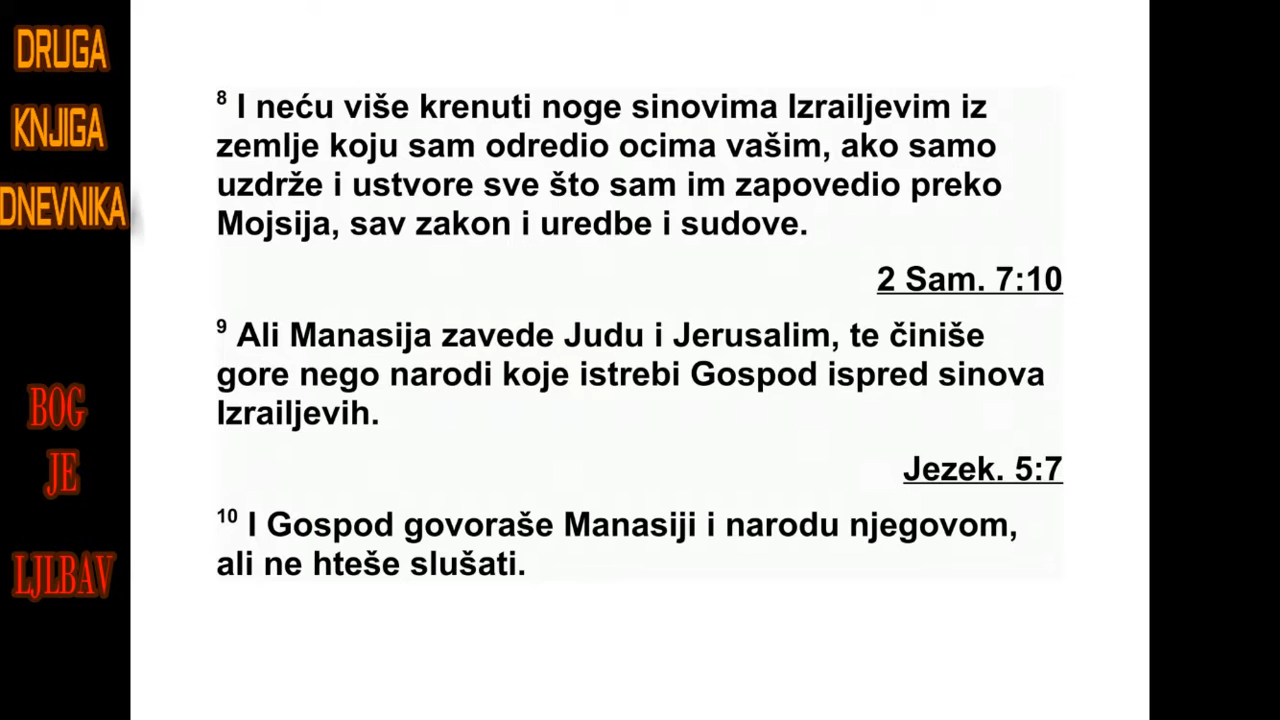 DRUGA
KNJIGA
DNEVNIKA
BOG
JE
LJLBAV
8 I neću više krenuti noge sinovima Izrailjevim iz
zemlje koju sam odredio ocima vašim, ako samo
uzdrže i ustvore sve što sam im zapovedio preko
Mojsija, sav zakon i uredbe i sudove.
2 Sam. 7:10
9 Ali Manasija zavede Judu i Jerusalim, te činiše
gore nego narodi koje istrebi Gospod ispred sinova
Izrailjevih.
Jezek. 5:7
10 I Gospod govoraše Manasiji i narodu njegovom,
ali ne hteše slušati.